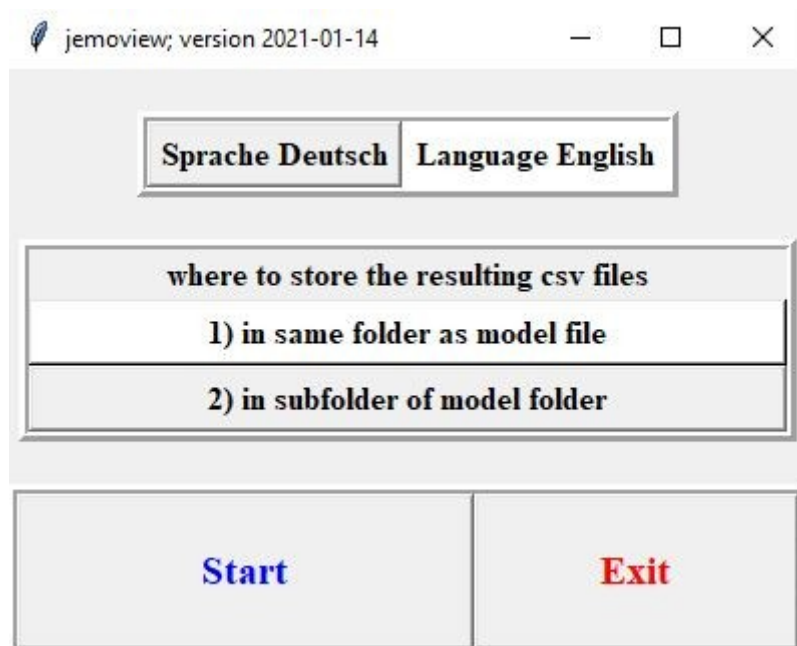 jemoview; version 2021-01-14
Sprache Deutsch Language English
where to store the resulting csv files
1) in same folder as model file
2) in subfolder of model folder
Start Exit